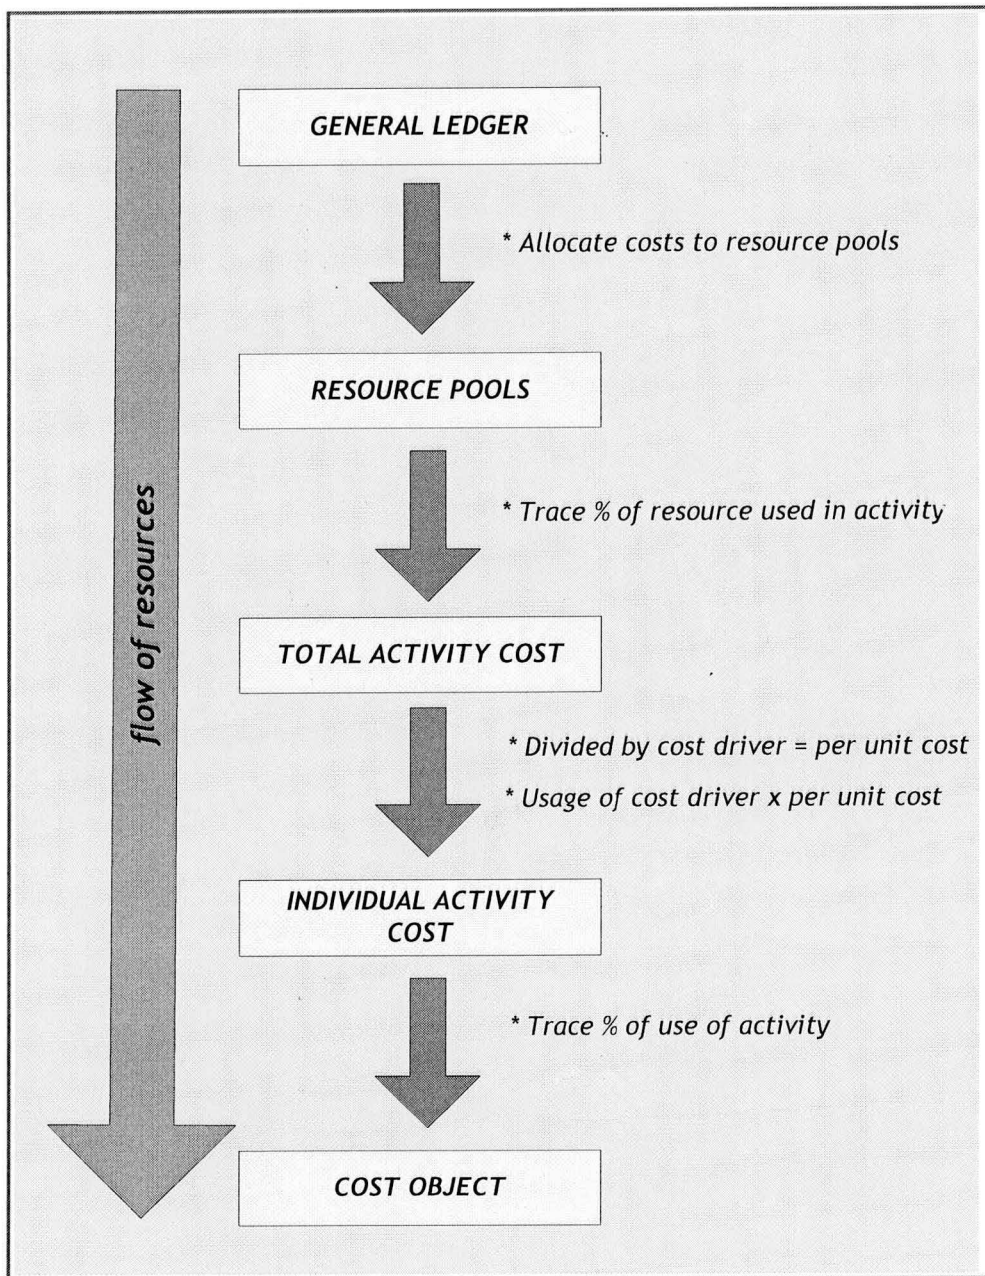 GENERAL LEDGER
* Allocate costs to resource pools
RESOURCE POOLS
* Trace % of resource used in activity
flow of resources
TOTAL ACTIVITY COST
* Divided by cost driver = per unit cost
* Usage of cost driver x per unit cost
INDIVIDUAL ACTIVITY
COST
* Trace % of use of activity
COST OBJECT